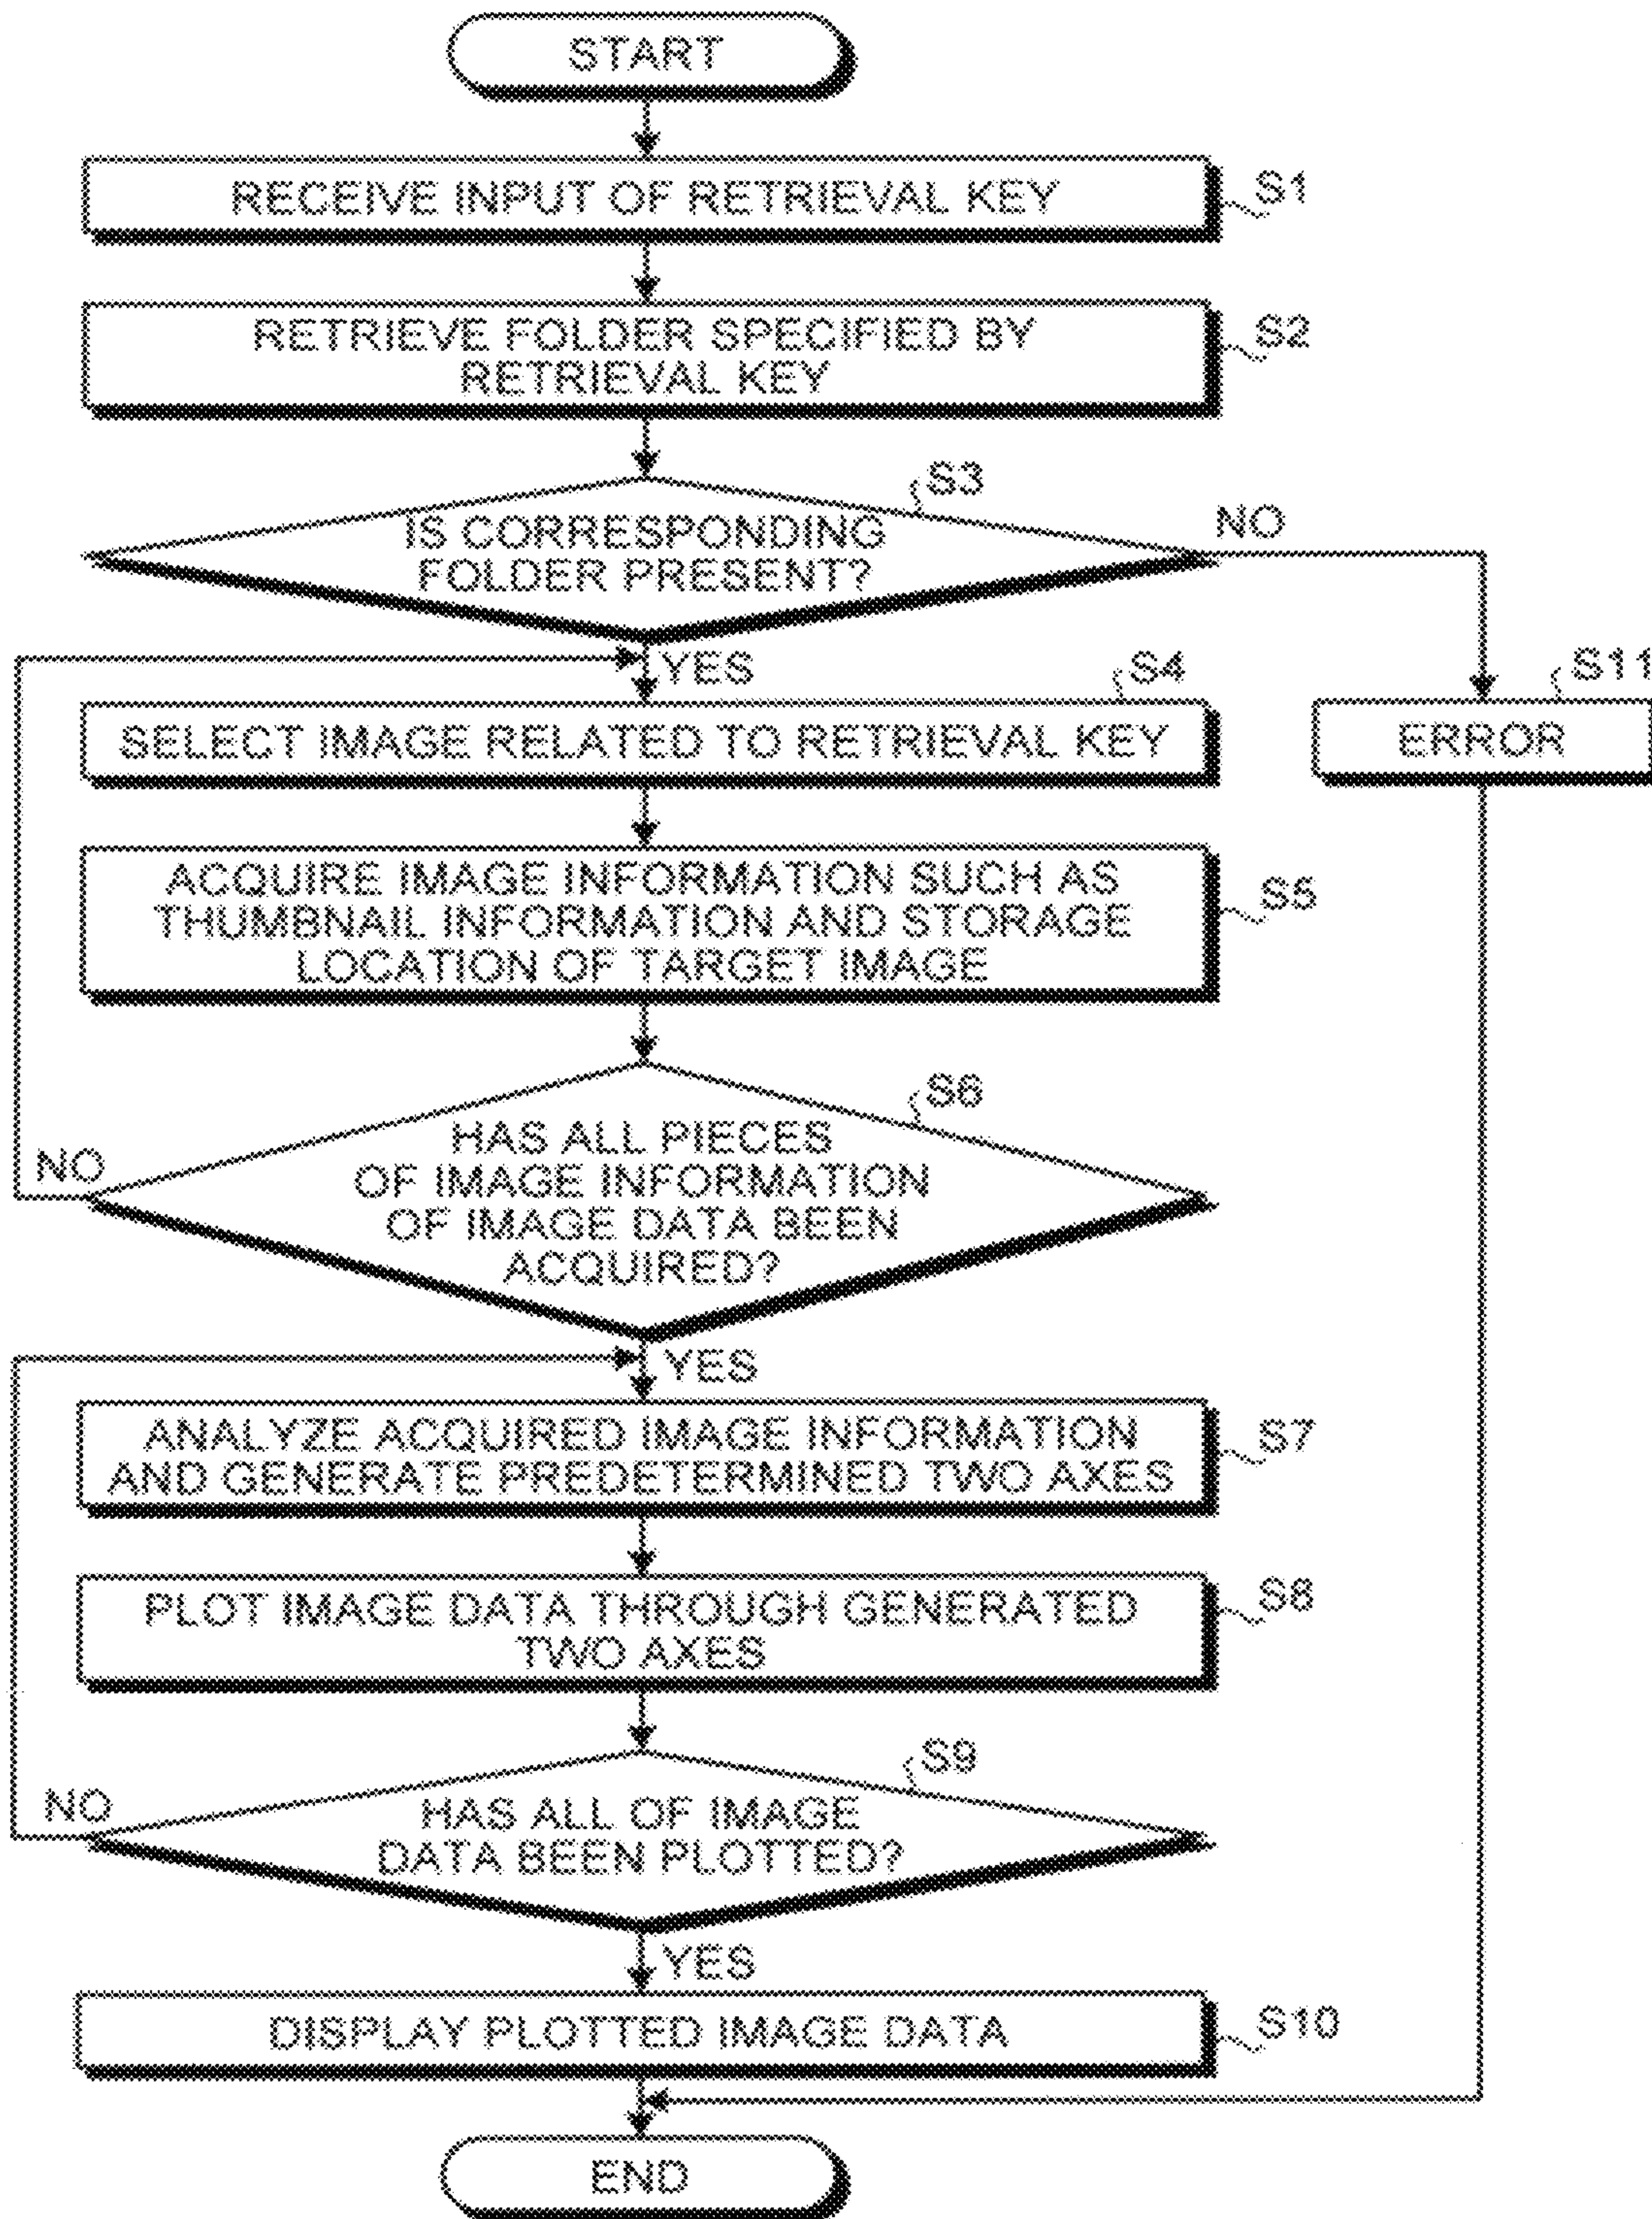 START
RECEIVE INPUT OF RETRIEVAL KEY
S1
RETRIEVE FOLDER SPECIFIED BY
RETRIEVAL KEY
S2
S3
IS CORRESPONDING
FOLDER PRESENT?
NO
YES
S4
SELECT IMAGE RELATED TO RETRIEVAL KEY
S11
ERROR
ACQUIRE IMAGE INFORMATION SUCH AS
THUMBNAIL INFORMATION AND STORAGE
LOCATION OF TARGET IMAGE
S5
S6
HAS ALL PIECES
OF IMAGE INFORMATION
OF IMAGE DATA BEEN
ACQUIRED?
NO
YES
ANALYZE ACQUIRED IMAGE INFORMATION
AND GENERATE PREDETERMINED TWO AXES
S7
PLOT IMAGE DATA THROUGH GENERATED
TWO AXES
S8
S9
HAS ALL OF IMAGE
DATA BEEN PLOTTED?
NO
YES
DISPLAY PLOTTED IMAGE DATA
S10
END